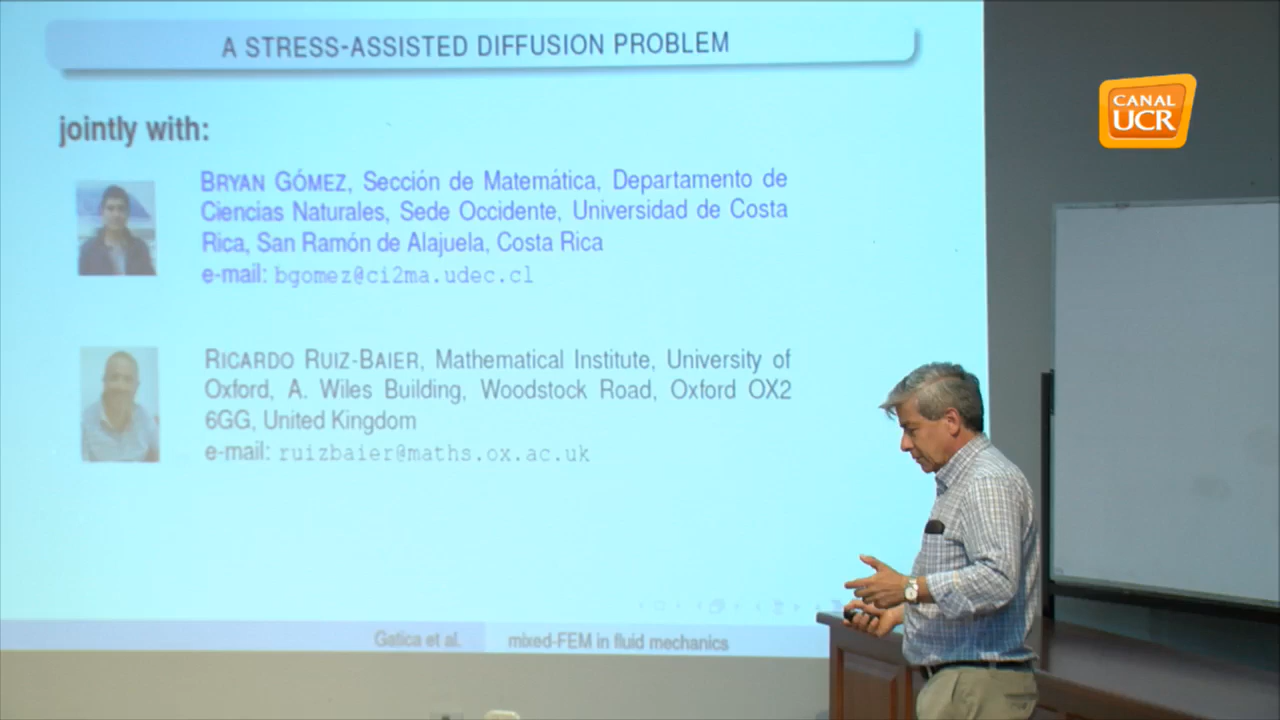 A STRESS-ASSISTED DIFFUSION PROBLEM
jointly with:
BRYAN GÓMEZ, Sección de Matemática, Departamento de
Ciencias Naturales, Sede Occidente, Universidad de Costa
Rica, San Ramón de Alajuela, Costa Rica
e-mail: bgomez@ci2ma.udec.cl
RICARDO RUIZ-BAIER, Mathematical Institute, University of
Oxford, A. Wiles Building, Woodstock Road, Oxford OX2
6GG, United Kingdom
e-mail: ruizbaier@maths.ox.ac.uk
Gatica et al. mixed-FEM in fluid mechanics
CANAL
UCR